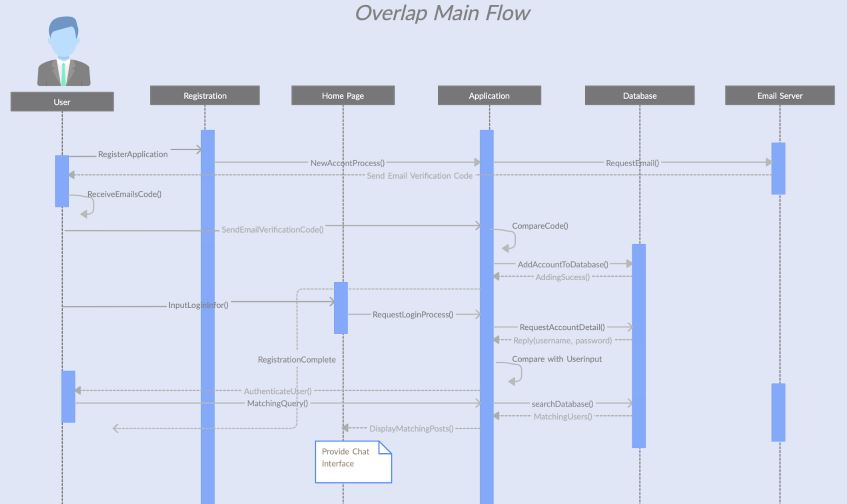 Overlap Main Flow
User
Registration
Home Page
Application
Database
Email Server
RegisterApplication
NewAccontProcess()
RequestEmail()
Send Email Verification Code
ReceiveEmailsCode()
SendEmailVerificationCode()
CompareCode()
AddAccountToDatabase()
AddingSucess()
InputLoginInfor()
RequestLoginProcess()
RequestAccountDetail()
Reply(username, password)
RegistrationComplete
Compare with Userinput
AuthenticateUser()
MatchingQuery()
searchDatabase()
MatchingUsers()
DisplayMatchingPosts()
Provide Chat
Interface